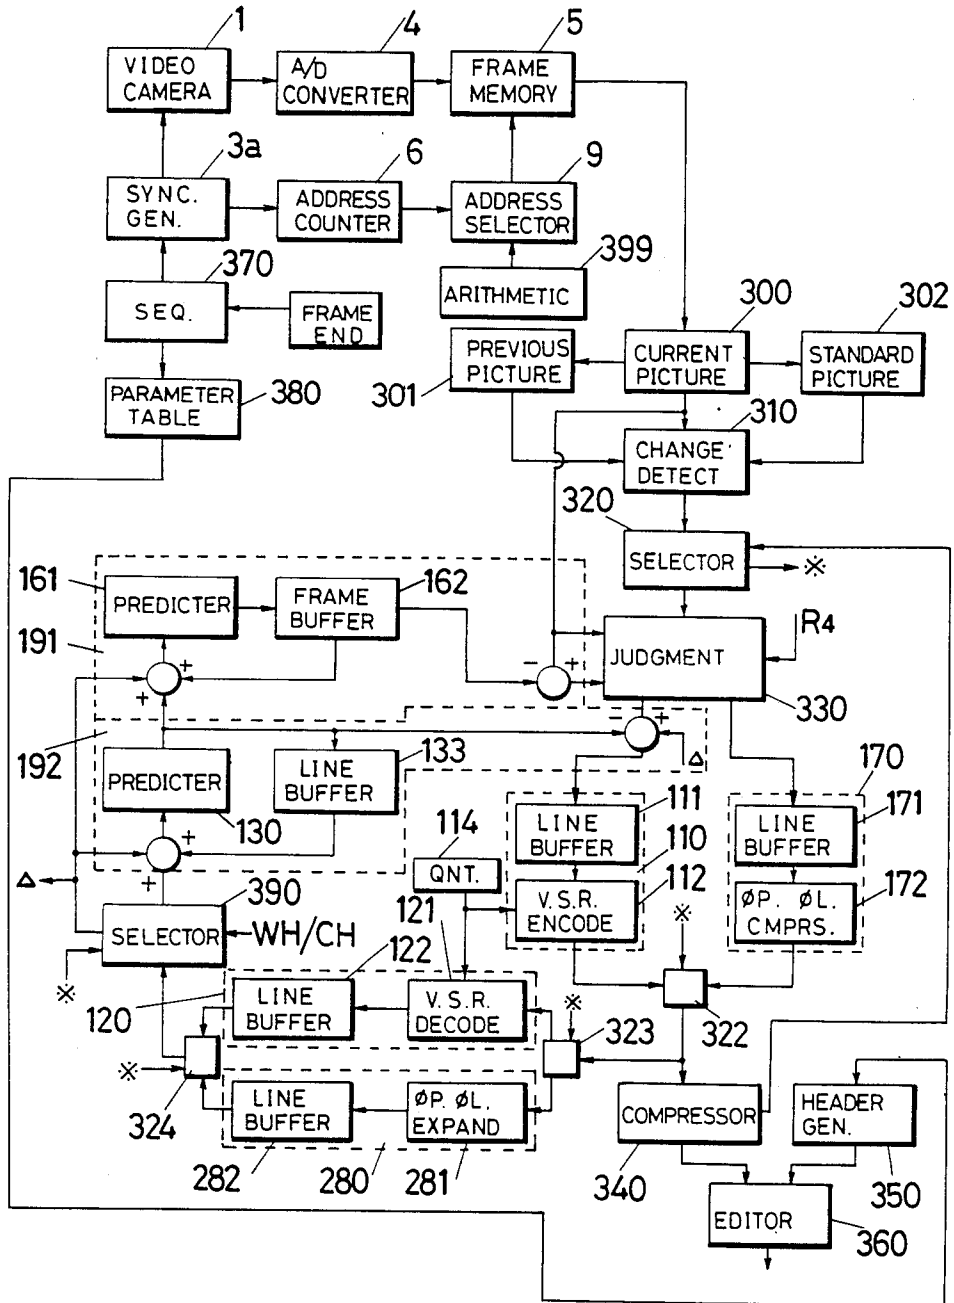 1
4
5
VIDEO
CAMERA
A/D
CONVERTER
FRAME
MEMORY
3a
6
9
SYNC.
GEN.
ADDRESS
COUNTER
ADDRESS
SELECTOR
370
399
SEQ.
FRAME
END
ARITHMETIC
300
302
PREVIOUS
PICTURE
CURRENT
PICTURE
STANDARD
PICTURE
301
PARAMETER
TABLE
380
310
CHANGE
DETECT
320
SELECTOR
※
161
PREDICTER
162
FRAME
BUFFER
191
R4
JUDGMENT
330
+
+
-
+
192
-
+
Δ
133
PREDICTER
LINE
BUFFER
130
170
111
171
LINE
BUFFER
LINE
BUFFER
114
110
QNT.
112
172
V.S.R.
ENCODE
ØP. ØL.
CMPRS.
+
+
Δ
390
SELECTOR
WH/CH
※
121
122
※
LINE
BUFFER
V.S.R.
DECODE
120
※
323
322
※
324
LINE
BUFFER
ØP. ØL.
EXPAND
282
280
281
COMPRESSOR
HEADER
GEN.
340
350
EDITOR
360